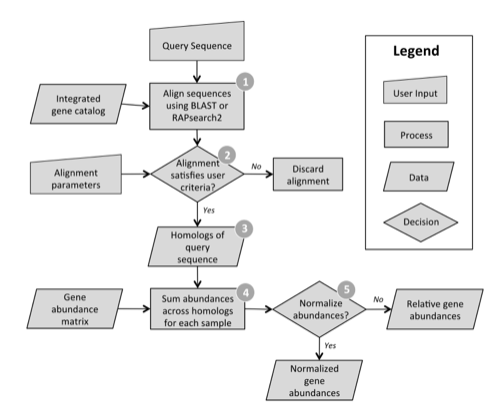 Query Sequence
Legend
User Input
Process
Data
Decision
1
Integrated
gene catalog
Align sequences
using BLAST or
RAPsearch2
2
Alignment
parameters
Alignment
satisfies user
criteria?
No
Discard
alignment
Yes
3
Homologs of
query
sequence
Gene
abundance
matrix
4
Sum abundances
across homologs
for each sample
5
Normalize
abundances?
No
Relative gene
abundances
Yes
Normalized
gene
abundances